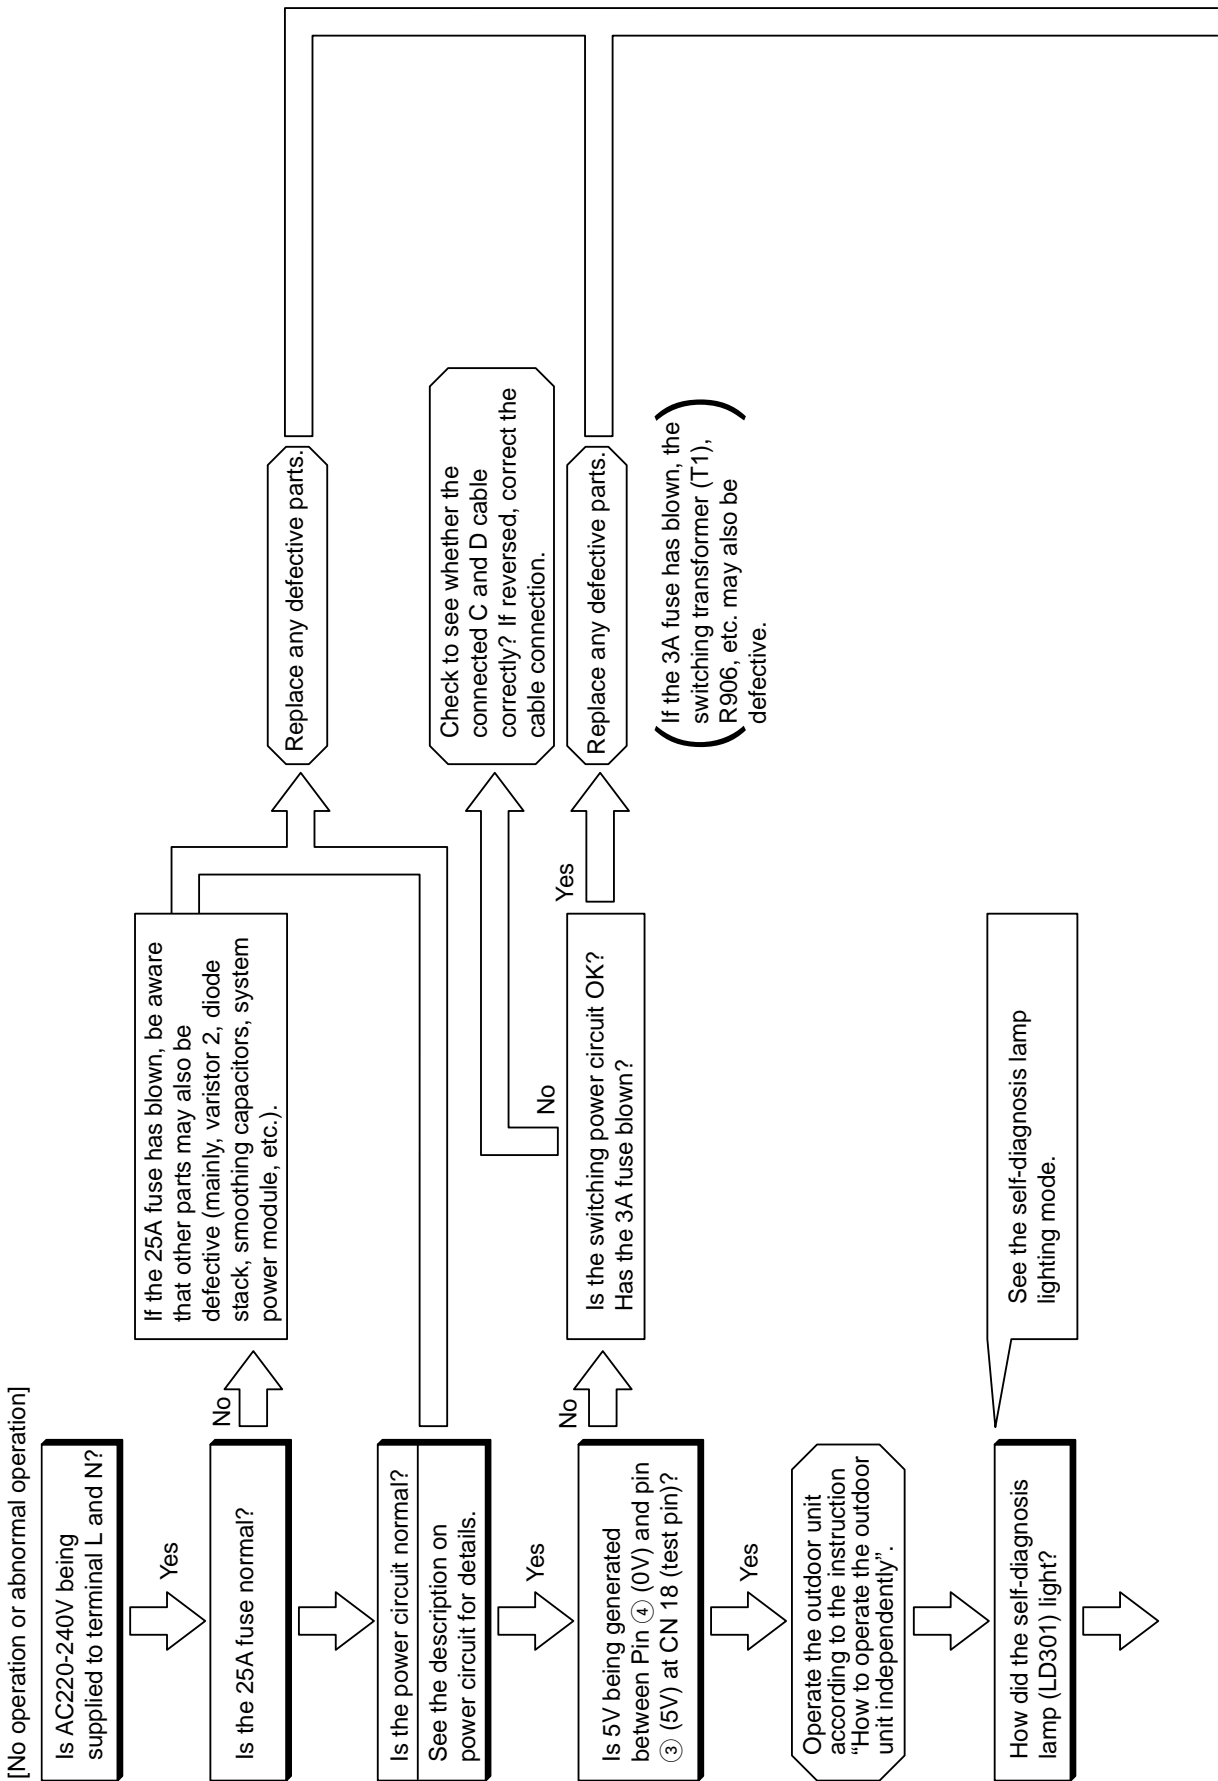 [No operation or abnormal operation]
Is AC220-240V being
supplied to terminal L and N?
Yes
Is the 25A fuse normal?
No
If the 25A fuse has blown, be aware
that other parts may also be
defective (mainly, varistor 2, diode
stack, smoothing capacitors, system
power module, etc.).
Replace any defective parts.
Is the power circuit normal?
See the description on
power circuit for details.
Yes
Is 5V being generated
between Pin ④ (0V) and pin
③ (5V) at CN 18 (test pin)?
No
Is the switching power circuit OK?
Has the 3A fuse blown?
No
Check to see whether the
connected C and D cable
correctly? If reversed, correct the
cable connection.
Yes
Replace any defective parts.
If the 3A fuse has blown, the
switching transformer (T1),
R906, etc. may also be
defective.
Yes
Operate the outdoor unit
according to the instruction
“How to operate the outdoor
unit independently”.
How did the self-diagnosis
lamp (LD301) light?
See the self-diagnosis lamp
lighting mode.